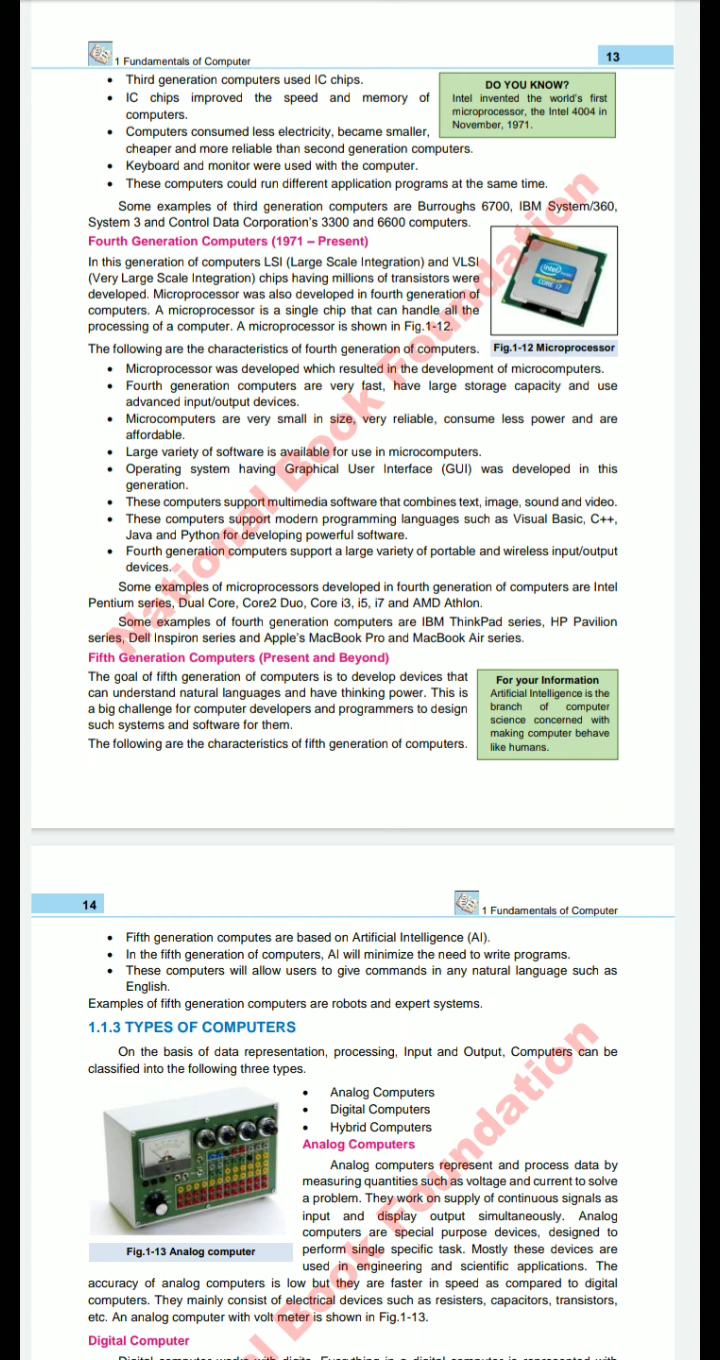 1 Fundamentals of Computer
13
• Third generation computers used IC chips.
• IC chips improved the speed and memory of
computers.
• Computers consumed less electricity, became smaller,
cheaper and more reliable than second generation computers.
• Keyboard and monitor were used with the computer.
• These computers could run different application programs at the same time.
DO YOU KNOW?
Intel invented the world's first
microprocessor, the Intel 4004 in
November, 1971.
Some examples of third generation computers are Burroughs 6700, IBM System/360,
System 3 and Control Data Corporation's 3300 and 6600 computers.
Fourth Generation Computers (1971 – Present)
In this generation of computers LSI (Large Scale Integration) and VLSI
(Very Large Scale Integration) chips having millions of transistors were
developed. Microprocessor was also developed in fourth generation of
computers. A microprocessor is a single chip that can handle all the
processing of a computer. A microprocessor is shown in Fig.1-12.
intel
CORE i7
Fig.1-12 Microprocessor
The following are the characteristics of fourth generation of computers.
• Microprocessor was developed which resulted in the development of microcomputers.
• Fourth generation computers are very fast, have large storage capacity and use
advanced input/output devices.
• Microcomputers are very small in size, very reliable, consume less power and are
affordable.
• Large variety of software is available for use in microcomputers.
• Operating system having Graphical User Interface (GUI) was developed in this
generation.
• These computers support multimedia software that combines text, image, sound and video.
• These computers support modern programming languages such as Visual Basic, C++,
Java and Python for developing powerful software.
• Fourth generation computers support a large variety of portable and wireless input/output
devices.
Some examples of microprocessors developed in fourth generation of computers are Intel
Pentium series, Dual Core, Core2 Duo, Core i3, i5, i7 and AMD Athlon.
Some examples of fourth generation computers are IBM ThinkPad series, HP Pavilion
series, Dell Inspiron series and Apple's MacBook Pro and MacBook Air series.
Fifth Generation Computers (Present and Beyond)
The goal of fifth generation of computers is to develop devices that
can understand natural languages and have thinking power. This is
a big challenge for computer developers and programmers to design
such systems and software for them.
The following are the characteristics of fifth generation of computers.
For your Information
Artificial Intelligence is the
branch of computer
science concerned with
making computer behave
like humans.
National Book Foundation
14
1 Fundamentals of Computer
• Fifth generation computes are based on Artificial Intelligence (AI).
• In the fifth generation of computers, AI will minimize the need to write programs.
• These computers will allow users to give commands in any natural language such as
English.
Examples of fifth generation computers are robots and expert systems.
1.1.3 TYPES OF COMPUTERS
On the basis of data representation, processing, Input and Output, Computers can be
classified into the following three types.
• Analog Computers
• Digital Computers
• Hybrid Computers
Analog Computers
Analog computers represent and process data by
measuring quantities such as voltage and current to solve
a problem. They work on supply of continuous signals as
input and display output simultaneously. Analog
computers are special purpose devices, designed to
perform single specific task. Mostly these devices are
used in engineering and scientific applications. The
Fig.1-13 Analog computer
accuracy of analog computers is low but they are faster in speed as compared to digital
computers. They mainly consist of electrical devices such as resisters, capacitors, transistors,
etc. An analog computer with volt meter is shown in Fig.1-13.
Digital Computer
Digital computer works with digits. Everything in a digital computer is represented with
l Book Foundation